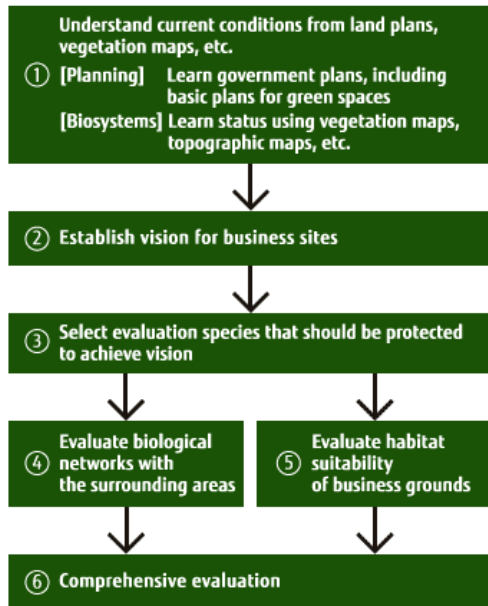 Understand current conditions from land plans,
vegetation maps, etc.
① [Planning] Learn government plans, including
basic plans for green spaces
[Biosystems] Learn status using vegetation maps,
topographic maps, etc.
② Establish vision for business sites
③ Select evaluation species that should be protected
to achieve vision
④ Evaluate biological
networks with
the surrounding areas
⑤ Evaluate habitat
suitability
of business grounds
⑥ Comprehensive evaluation